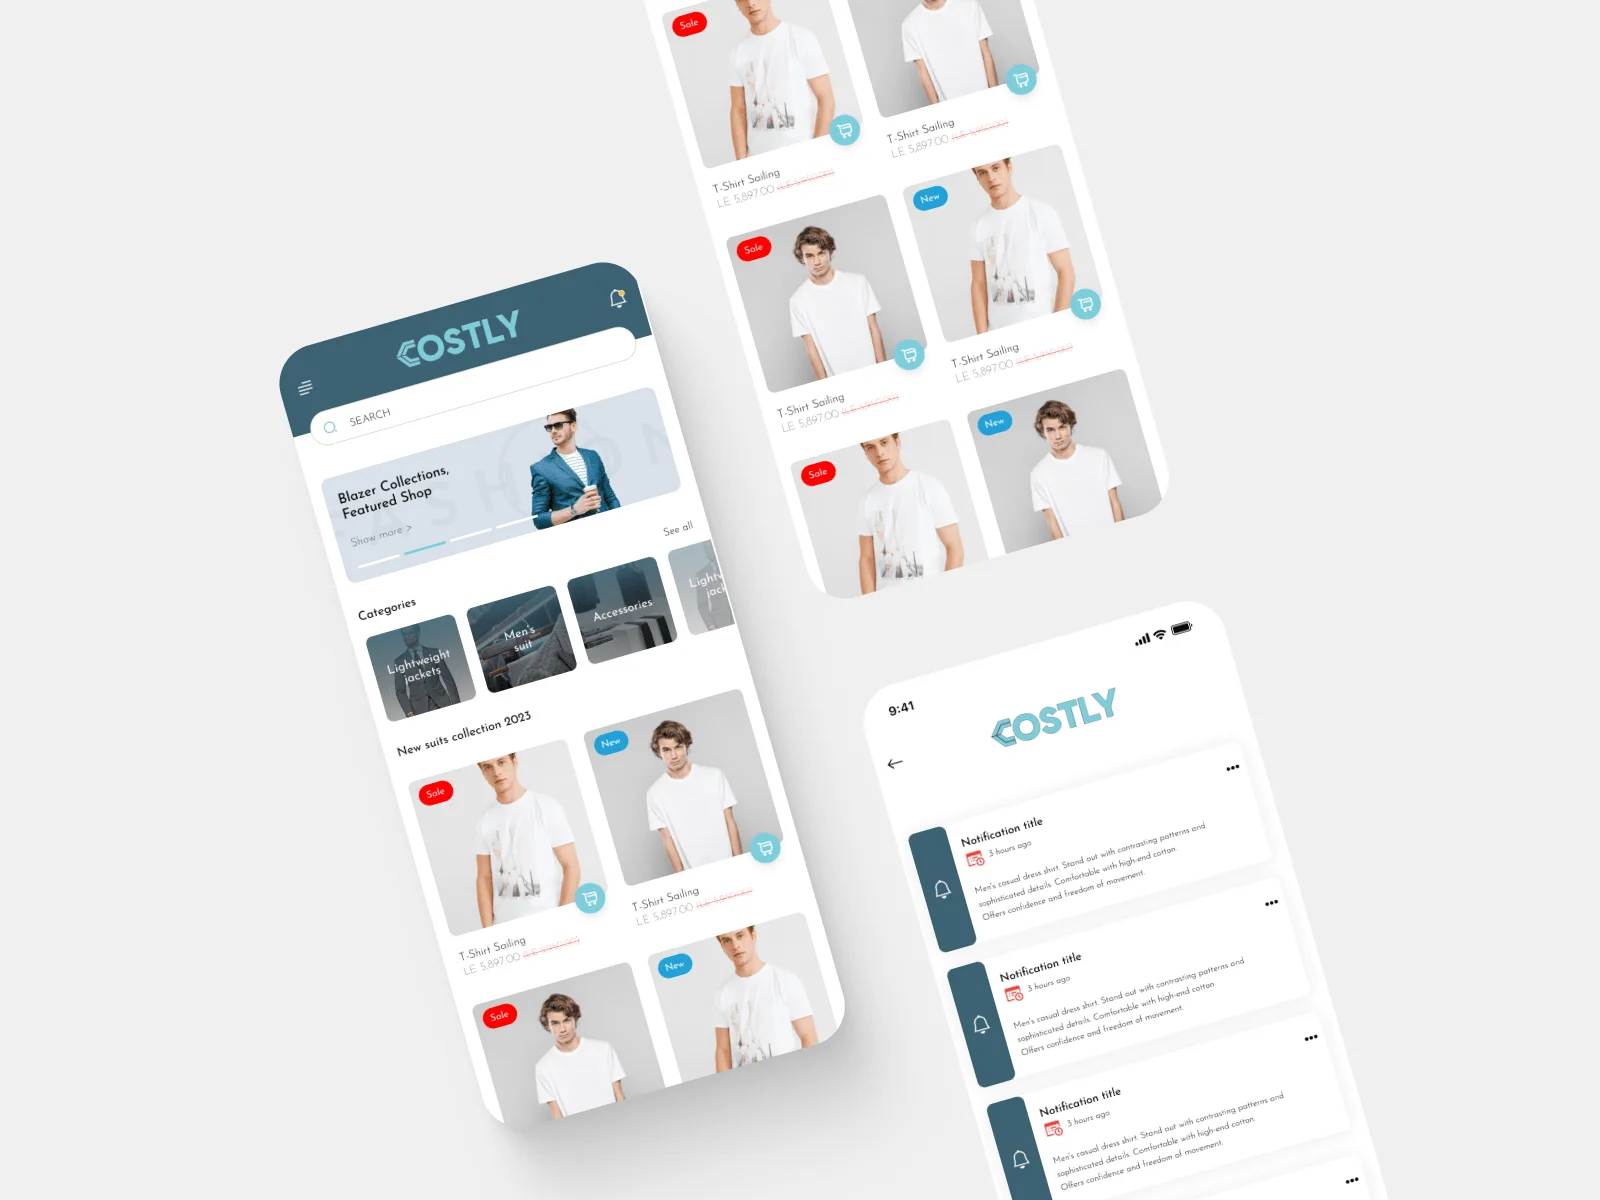 COSTLY
SEARCH
FASHION
Blazer Collections,
Featured Shop
Show more >
See all
Categories
Lightweight
jackets
Men's
suit
Accessories
New suits collection 2023
Sale
New
T-Shirt Sailing
LE 5,897.00
T-Shirt Sailing
LE 5,897.00
Sale
New
Sale
T-Shirt Sailing
LE 5,897.00
T-Shirt Sailing
LE 5,897.00
Sale
New
T-Shirt Sailing
LE 5,897.00
T-Shirt Sailing
LE 5,897.00
Sale
New
9:41
COSTLY
Notification title
3 hours ago
Men's casual dress shirt. Stand out with contrasting patterns and
sophisticated details. Comfortable with high-end cotton.
Offers confidence and freedom of movement.
Notification title
3 hours ago
Men's casual dress shirt. Stand out with contrasting patterns and
sophisticated details. Comfortable with high-end cotton.
Offers confidence and freedom of movement.
Notification title
3 hours ago
Men's casual dress shirt. Stand out with contrasting patterns and
sophisticated details. Comfortable with high-end cotton.
Offers confidence and freedom of movement.